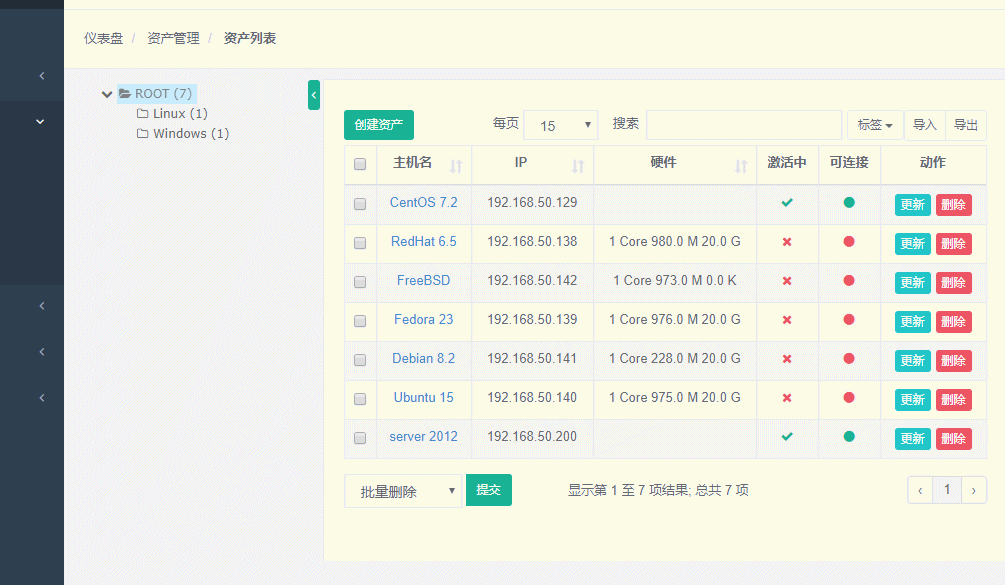 仪表盘 / 资产管理 / 资产列表
ROOT (7)
Linux (1)
Windows (1)
创建资产 每页 15 搜索 标签 导入 导出
主机名 IP 硬件 激活中 可连接 动作
CentOS 7.2 192.168.50.129 更新 删除
RedHat 6.5 192.168.50.138 1 Core 980.0 M 20.0 G 更新 删除
FreeBSD 192.168.50.142 1 Core 973.0 M 0.0 K 更新 删除
Fedora 23 192.168.50.139 1 Core 976.0 M 20.0 G 更新 删除
Debian 8.2 192.168.50.141 1 Core 228.0 M 20.0 G 更新 删除
Ubuntu 15 192.168.50.140 1 Core 975.0 M 20.0 G 更新 删除
server 2012 192.168.50.200 更新 删除
批量删除 提交 显示第 1 至 7 项结果; 总共 7 项 ‹ 1 ›